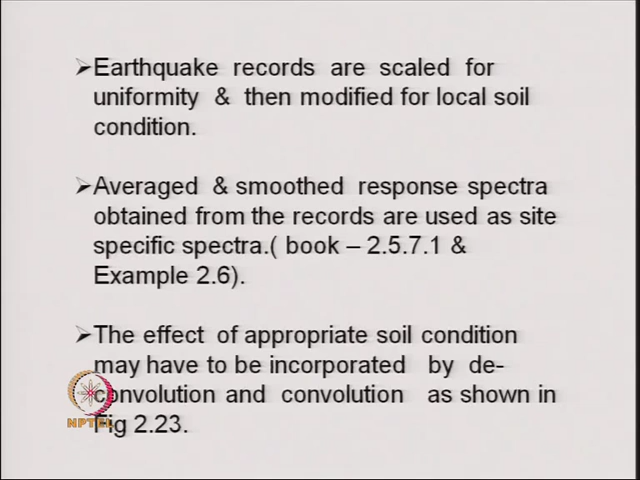 ➢Earthquake records are scaled for
uniformity & then modified for local soil
condition.
➢Averaged & smoothed response spectra
obtained from the records are used as site
specific spectra.( book – 2.5.7.1 &
Example 2.6).
➢The effect of appropriate soil condition
may have to be incorporated by de-
convolution and convolution as shown in
Fig 2.23.
NPTEL